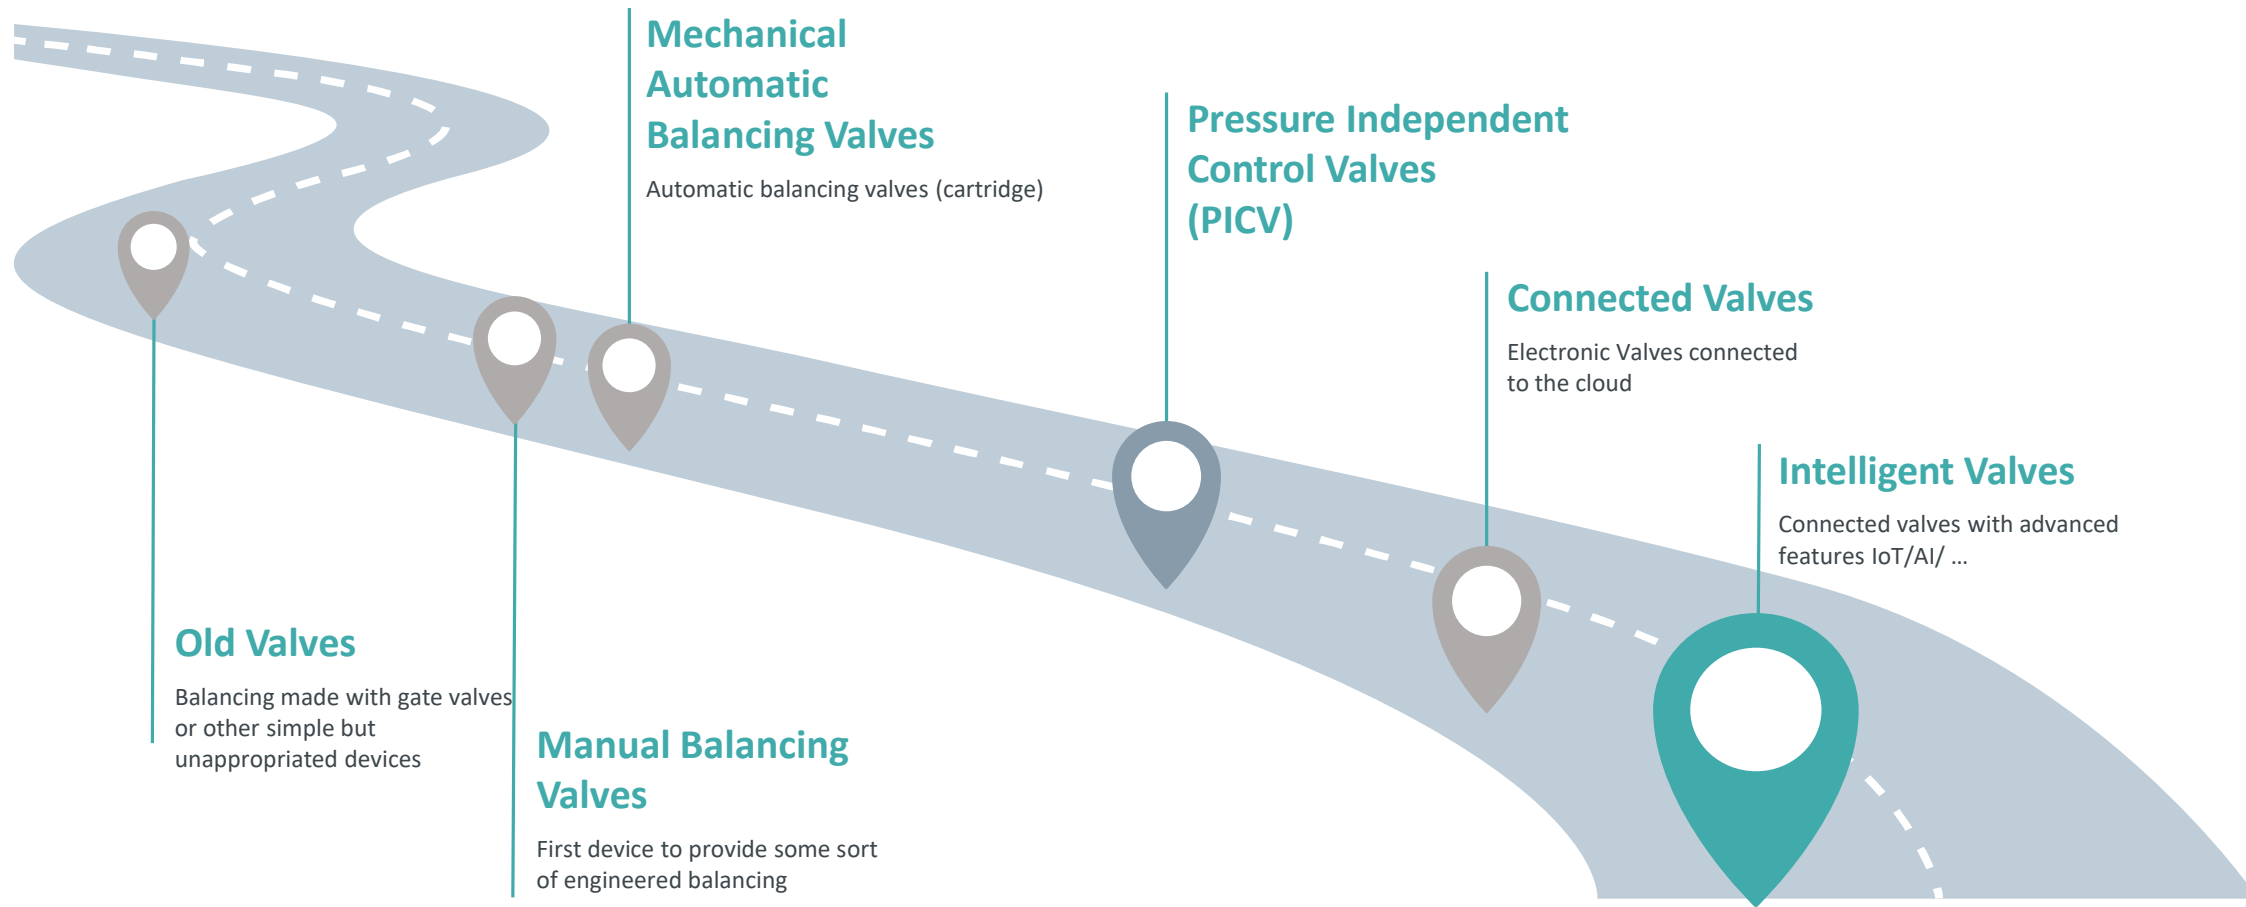 Old Valves
Balancing made with gate valves
or other simple but
unappropriated devices
Manual Balancing
Valves
First device to provide some sort
of engineered balancing
Mechanical
Automatic
Balancing Valves
Automatic balancing valves (cartridge)
Pressure Independent
Control Valves
(PICV)
Connected Valves
Electronic Valves connected
to the cloud
Intelligent Valves
Connected valves with advanced
features IoT/AI/ ...